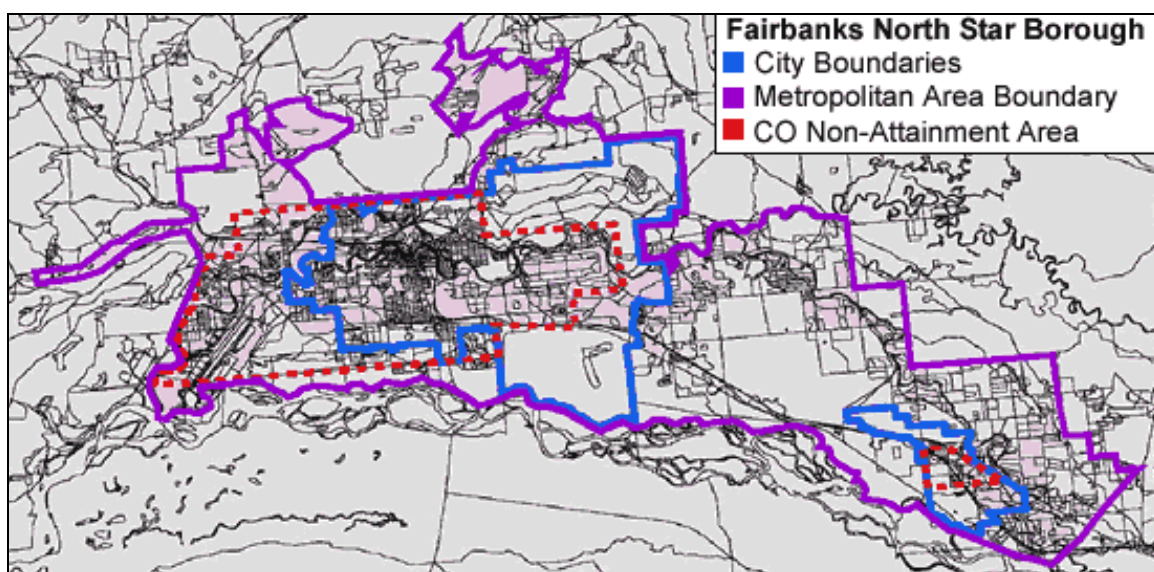 Fairbanks North Star Borough
City Boundaries
Metropolitan Area Boundary
CO Non-Attainment Area